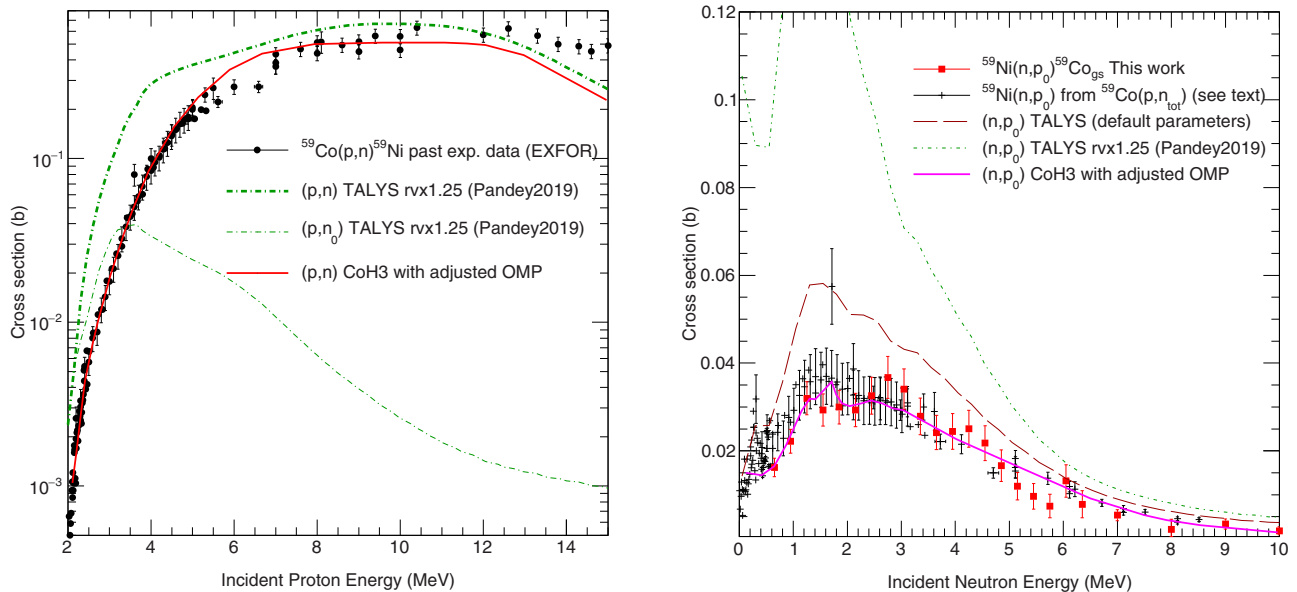 Cross section (b)
10⁻¹
10⁻²
10⁻³
⁵⁹Co(p,n)⁵⁹Ni past exp. data (EXFOR)
(p,n) TALYS rvx1.25 (Pandey2019)
(p,n₀) TALYS rvx1.25 (Pandey2019)
(p,n) CoH3 with adjusted OMP
2 4 6 8 10 12 14
Incident Proton Energy (MeV)
Cross section (b)
0.12
0.1
0.08
0.06
0.04
0.02
⁵⁹Ni(n,p₀)⁵⁹Co_gs This work
⁵⁹Ni(n,p₀) from ⁵⁹Co(p,n_tot) (see text)
(n,p₀) TALYS (default parameters)
(n,p₀) TALYS rvx1.25 (Pandey2019)
(n,p₀) CoH3 with adjusted OMP
0 1 2 3 4 5 6 7 8 9 10
Incident Neutron Energy (MeV)